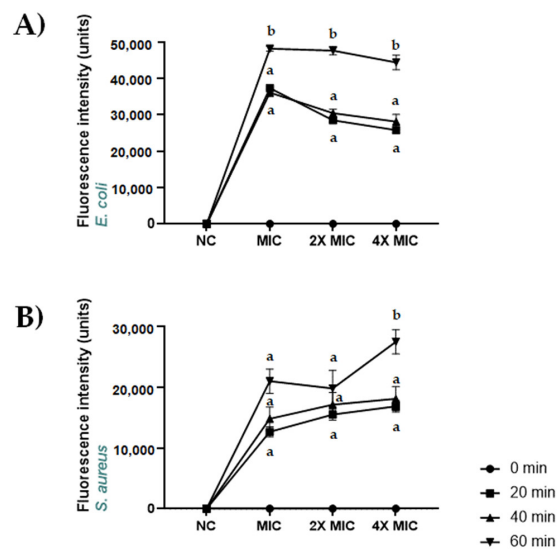 A)
Fluorescence intensity (units)
E. coli
50,000
40,000
30,000
20,000
10,000
0
b b b
a a a
a a a
NC MIC 2X MIC 4X MIC
B)
Fluorescence intensity (units)
S. aureus
30,000
20,000
10,000
0
b
a a
a a a
a a a
NC MIC 2X MIC 4X MIC
0 min
20 min
40 min
60 min